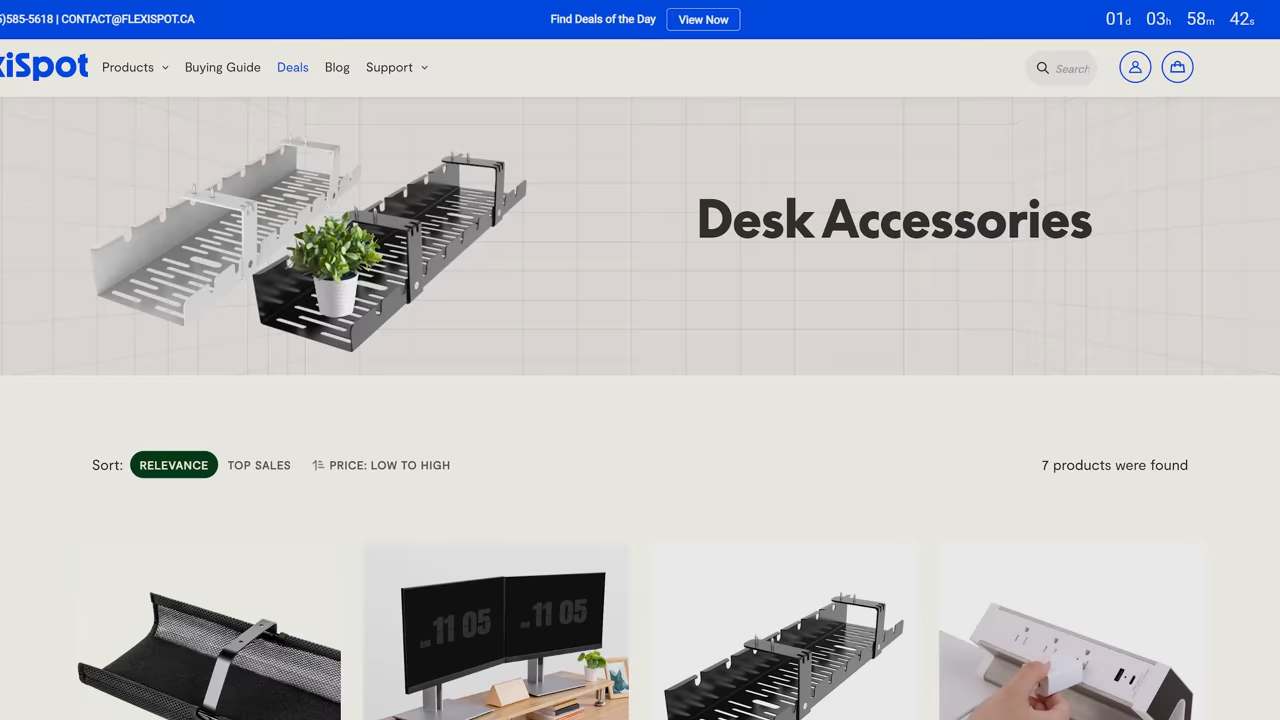 5)585-5618 | CONTACT@FLEXISPOT.CA
Find Deals of the Day
View Now
01d 03h 58m 42s
xiSpot
Products
Buying Guide
Deals
Blog
Support
Search
Desk Accessories
Sort:
RELEVANCE
TOP SALES
PRICE: LOW TO HIGH
7 products were found
11 05
11 05